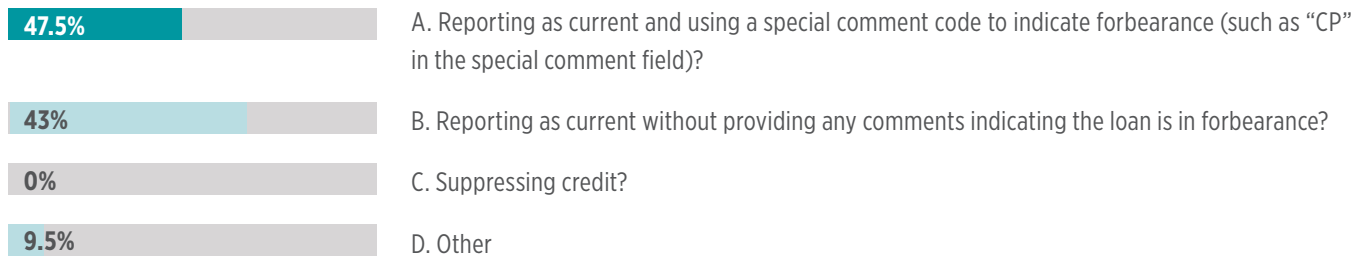 47.5% A. Reporting as current and using a special comment code to indicate forbearance (such as “CP”
in the special comment field)?
43% B. Reporting as current without providing any comments indicating the loan is in forbearance?
0% C. Suppressing credit?
9.5% D. Other